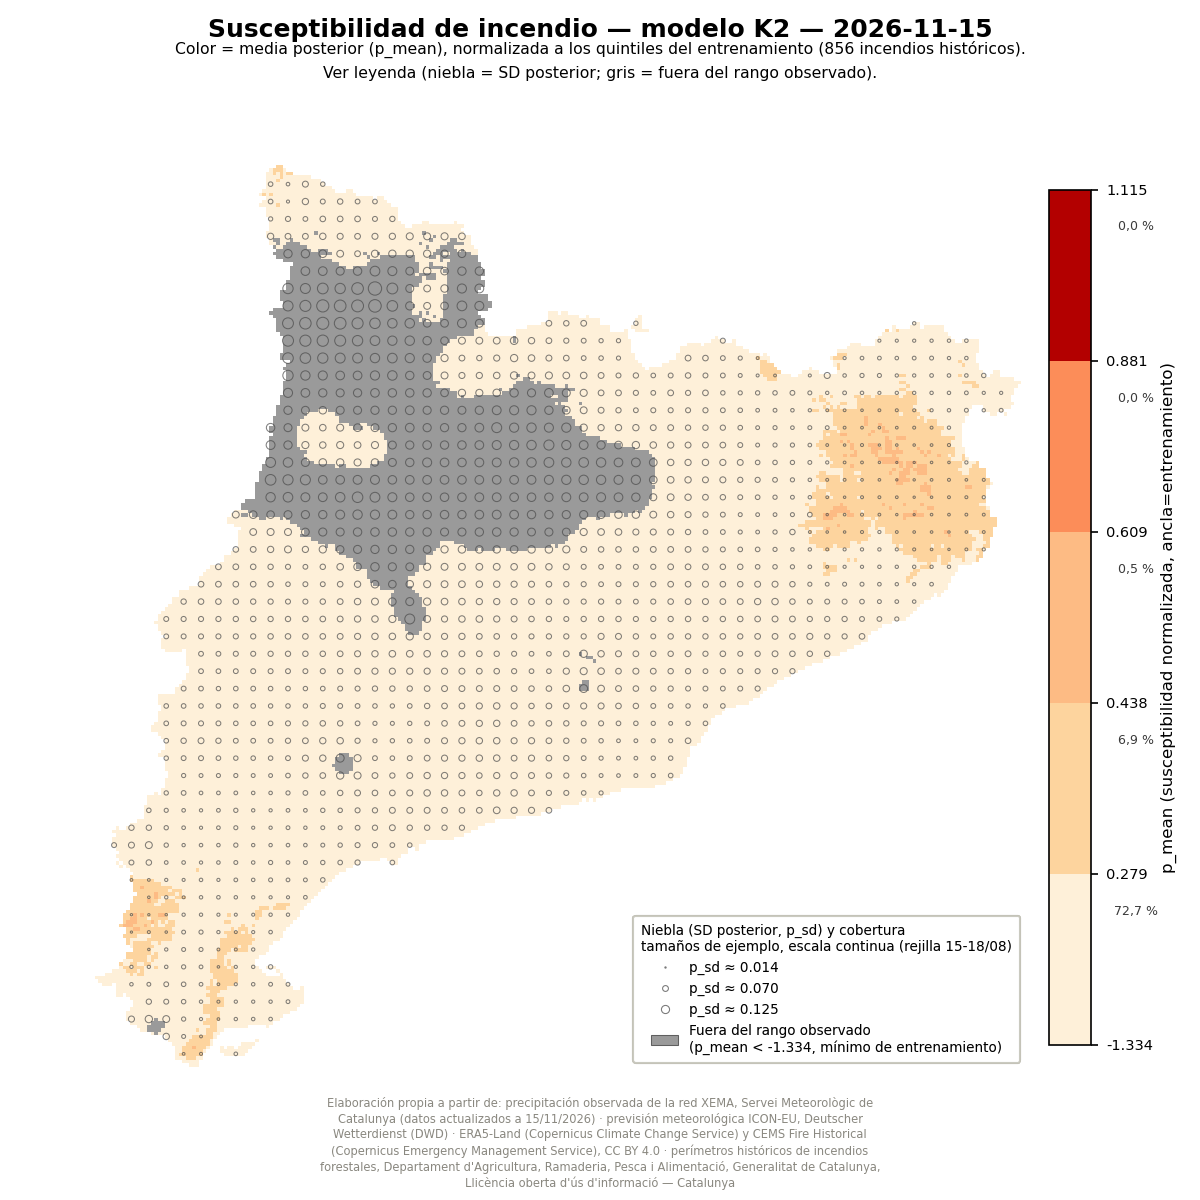 Susceptibilidad de incendio — modelo K2 — 2026-11-15
Color = media posterior (p_mean), normalizada a los quintiles del entrenamiento (856 incendios históricos).
Ver leyenda (niebla = SD posterior; gris = fuera del rango observado).
1.115
0,0 %
0.881
0,0 %
0.609
0,5 %
0.438
6,9 %
0.279
72,7 %
-1.334
p_mean (susceptibilidad normalizada, ancla=entrenamiento)
Niebla (SD posterior, p_sd) y cobertura
tamaños de ejemplo, escala continua (rejilla 15-18/08)
p_sd ≈ 0.014
p_sd ≈ 0.070
p_sd ≈ 0.125
Fuera del rango observado
(p_mean < -1.334, mínimo de entrenamiento)
Elaboración propia a partir de: precipitación observada de la red XEMA, Servei Meteorològic de
Catalunya (datos actualizados a 15/11/2026) · previsión meteorológica ICON-EU, Deutscher
Wetterdienst (DWD) · ERA5-Land (Copernicus Climate Change Service) y CEMS Fire Historical
(Copernicus Emergency Management Service), CC BY 4.0 · perímetros históricos de incendios
forestales, Departament d'Agricultura, Ramaderia, Pesca i Alimentació, Generalitat de Catalunya,
Llicència oberta d'ús d'informació — Catalunya